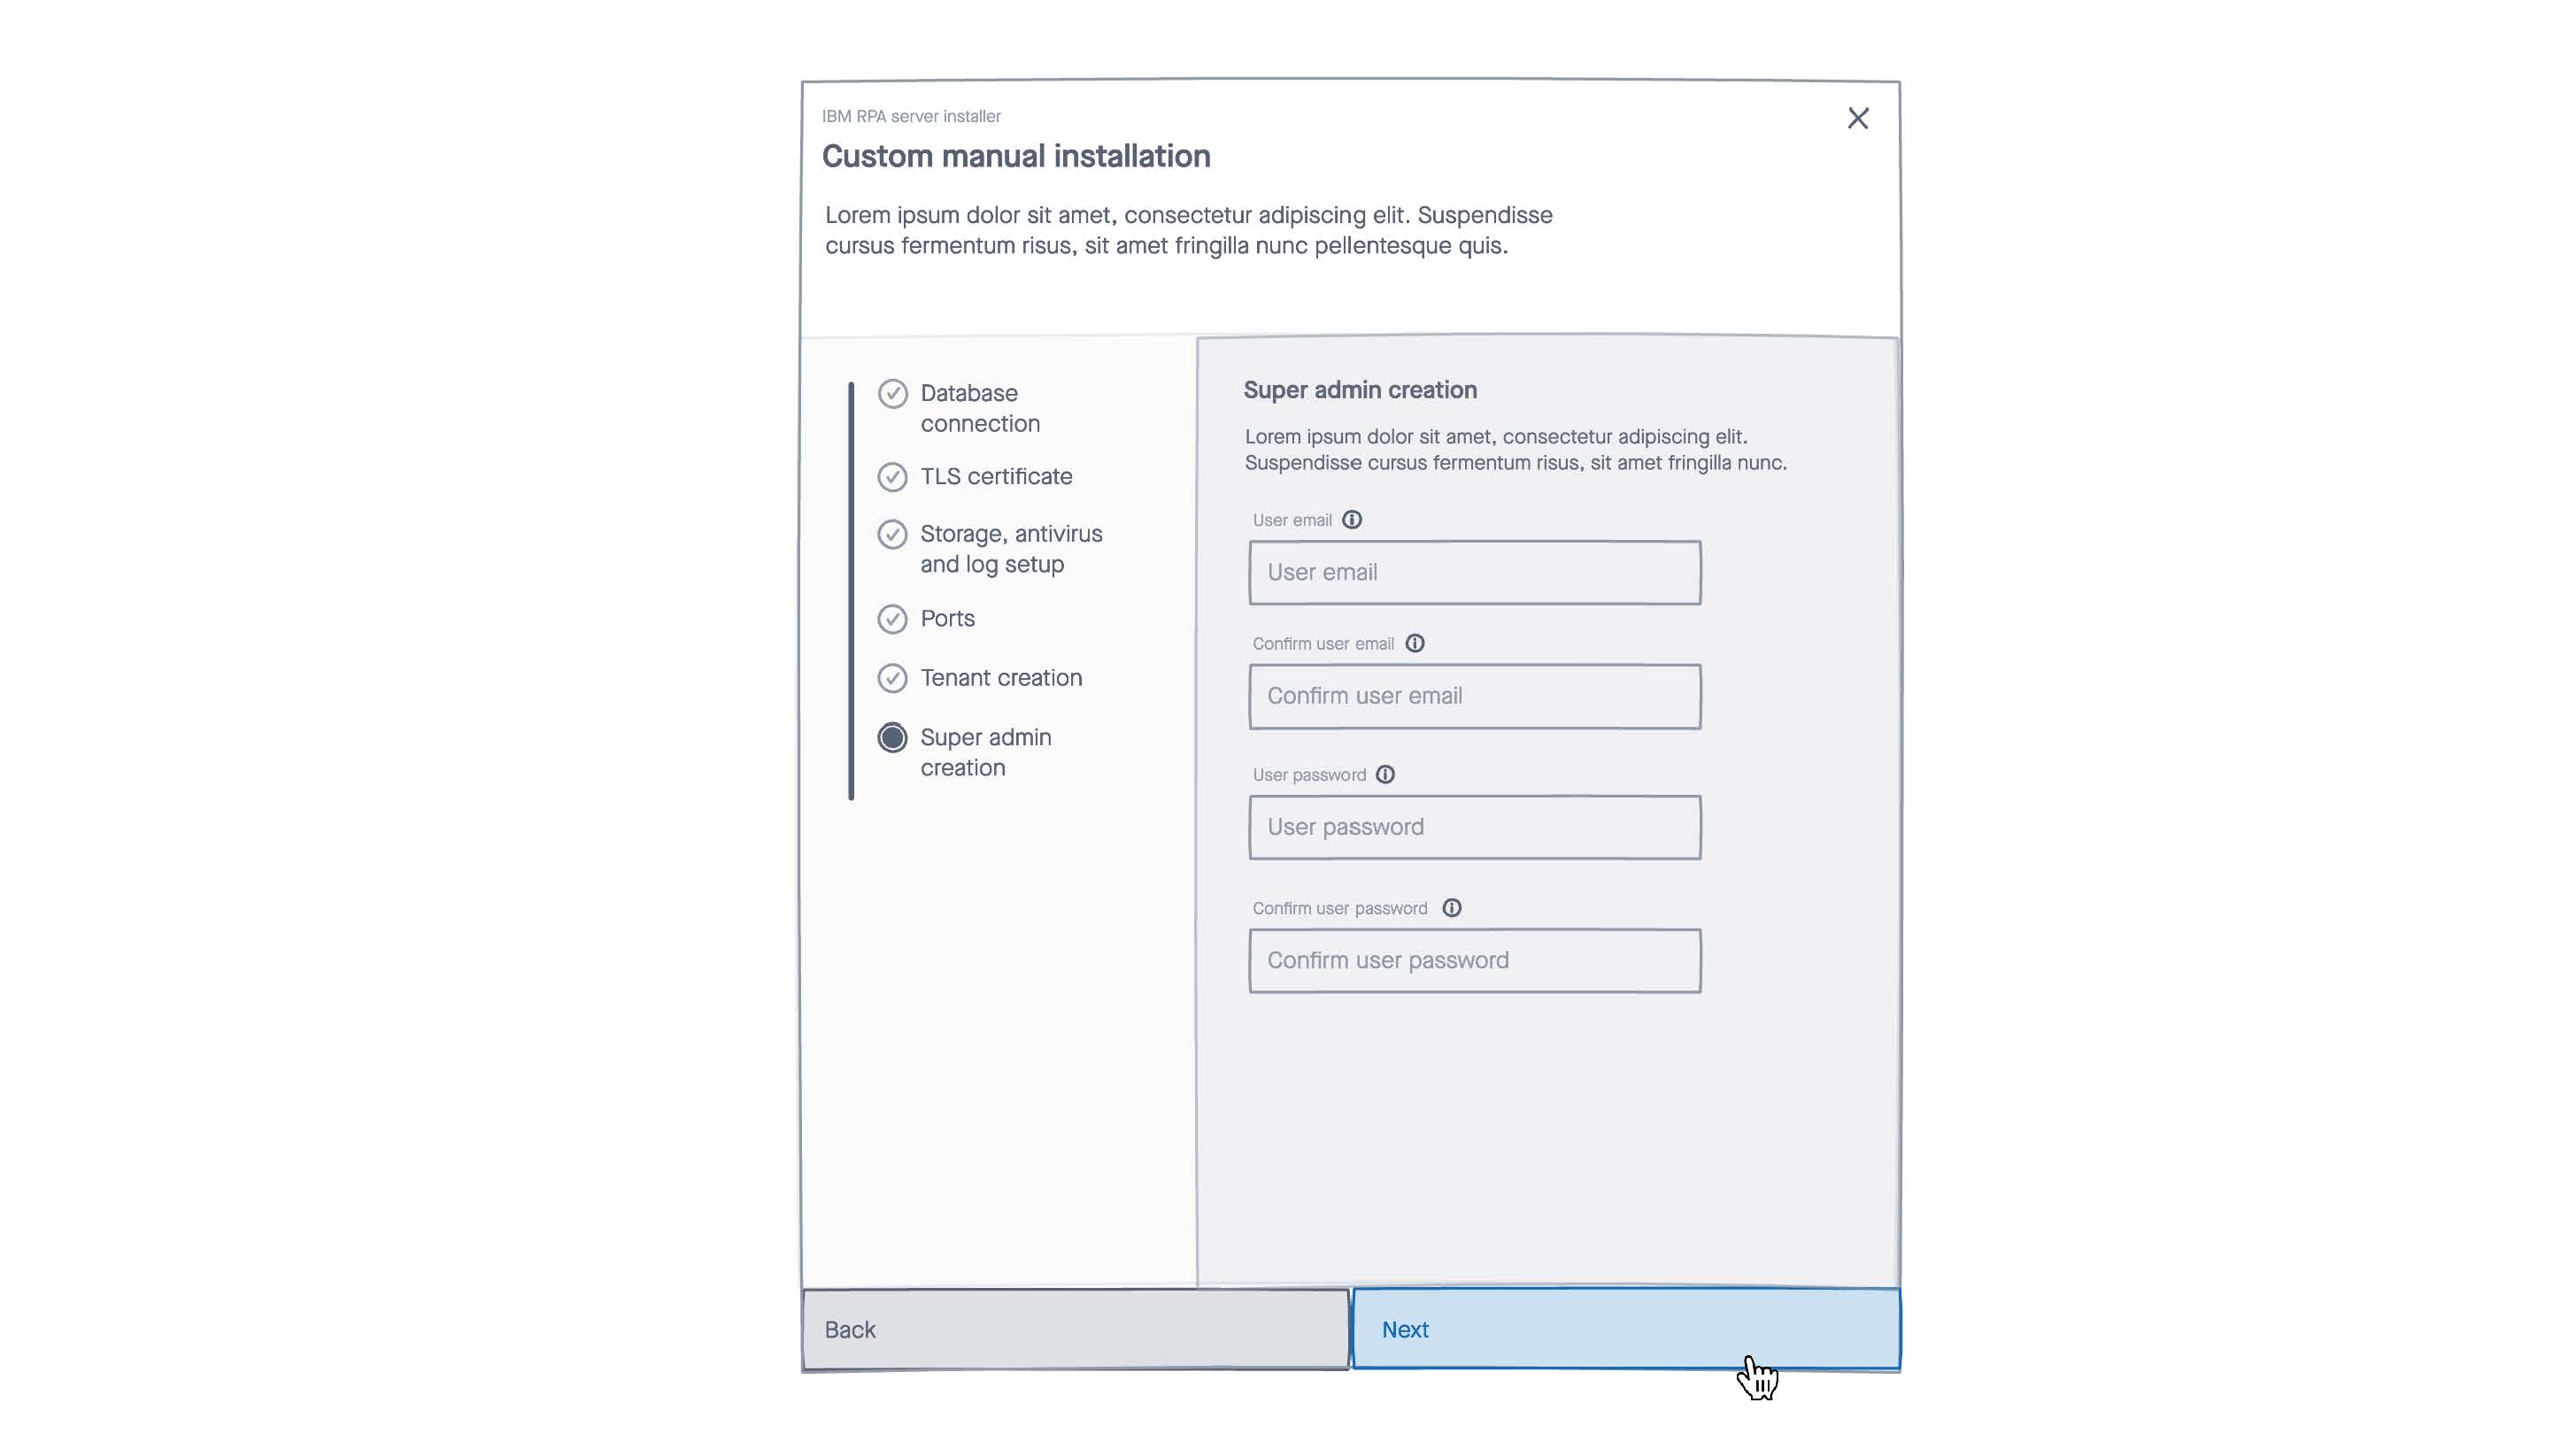 IBM RPA server installer
Custom manual installation
Lorem ipsum dolor sit amet, consectetur adipiscing elit. Suspendisse
cursus fermentum risus, sit amet fringilla nunc pellentesque quis.
Database
connection
TLS certificate
Storage, antivirus
and log setup
Ports
Tenant creation
Super admin
creation
Super admin creation
Lorem ipsum dolor sit amet, consectetur adipiscing elit.
Suspendisse cursus fermentum risus, sit amet fringilla nunc.
User email
User email
Confirm user email
Confirm user email
User password
User password
Confirm user password
Confirm user password
Back
Next